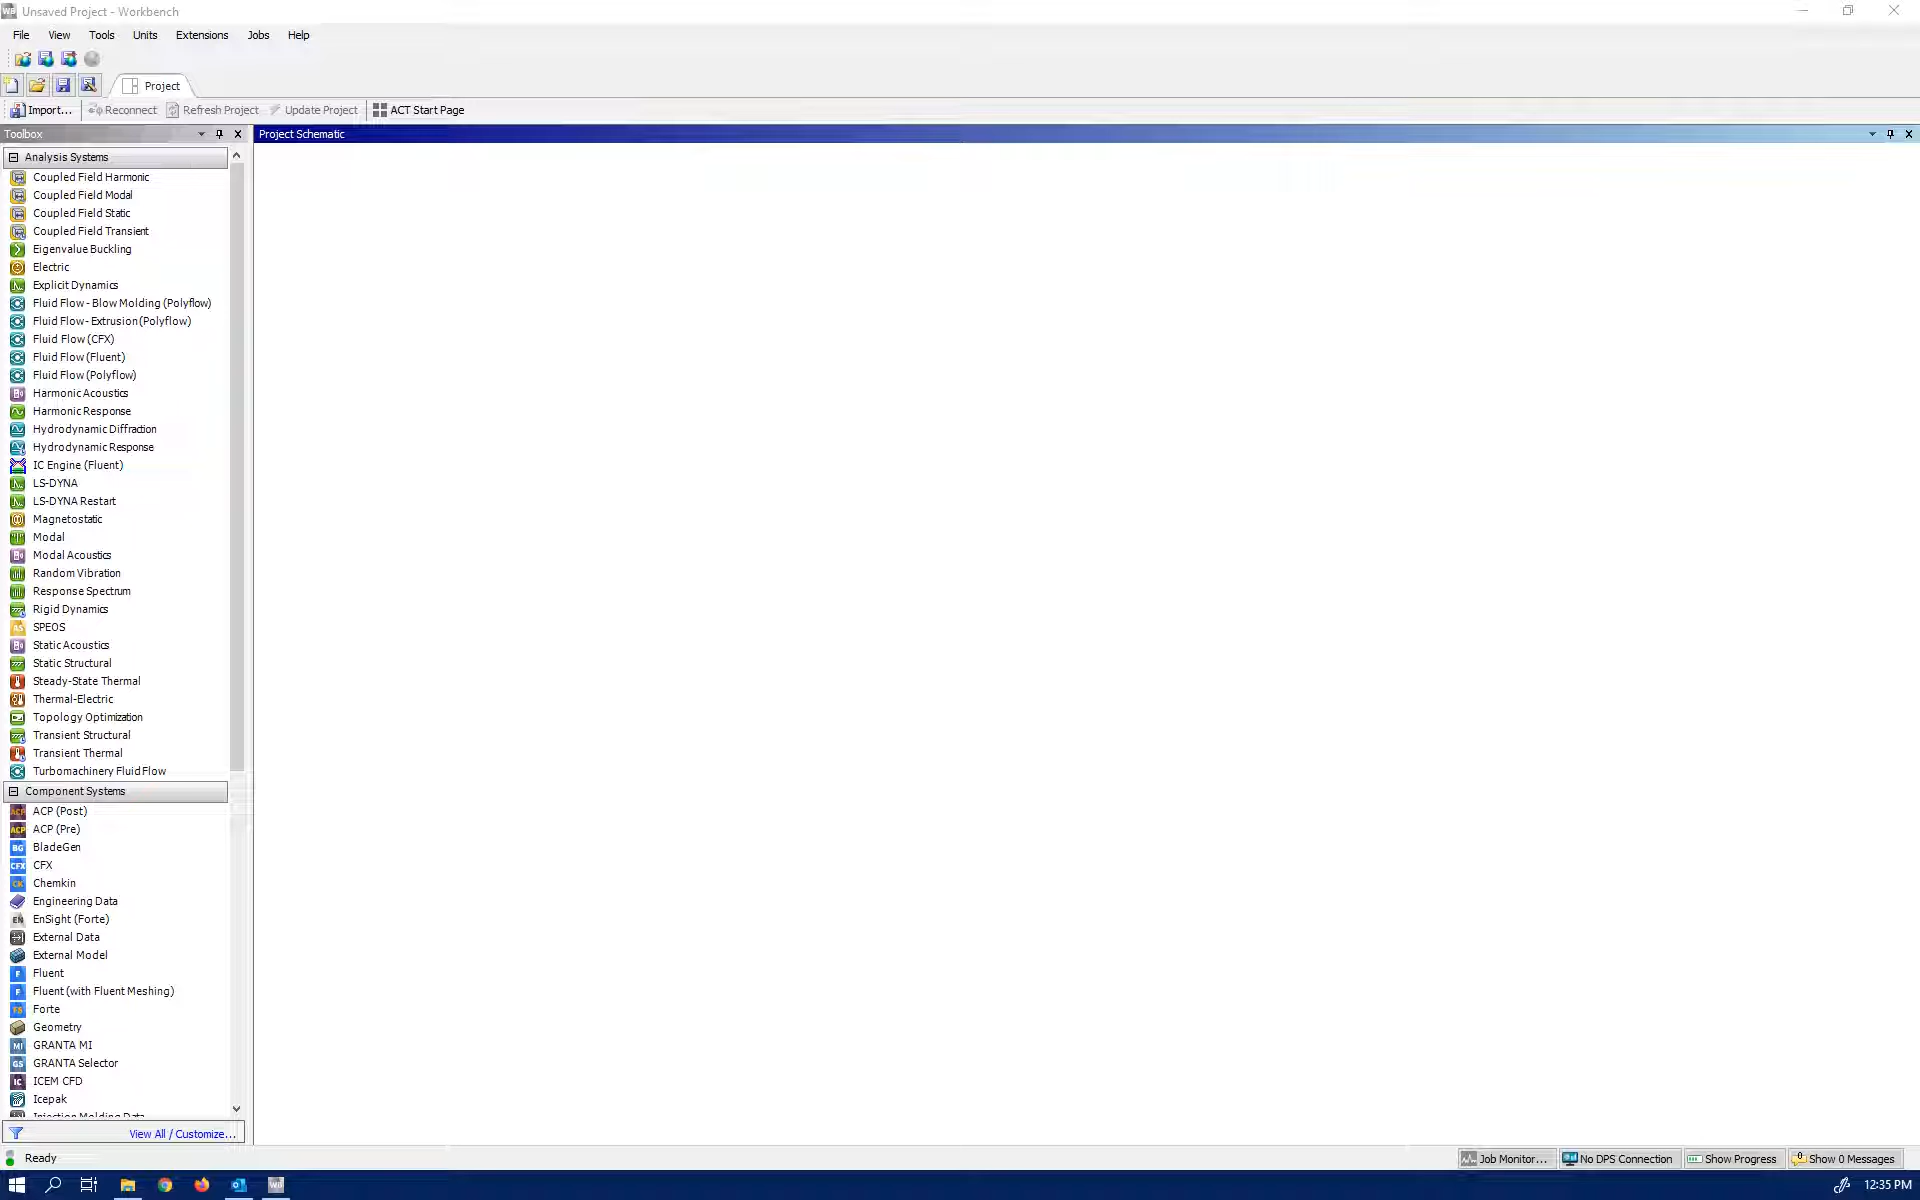 Unsaved Project - Workbench
File View Tools Units Extensions Jobs Help
Project
Import... Reconnect Refresh Project Update Project ACT Start Page
Toolbox
Project Schematic
Analysis Systems
Coupled Field Harmonic
Coupled Field Modal
Coupled Field Static
Coupled Field Transient
Eigenvalue Buckling
Electric
Explicit Dynamics
Fluid Flow - Blow Molding (Polyflow)
Fluid Flow - Extrusion (Polyflow)
Fluid Flow (CFX)
Fluid Flow (Fluent)
Fluid Flow (Polyflow)
Harmonic Acoustics
Harmonic Response
Hydrodynamic Diffraction
Hydrodynamic Response
IC Engine (Fluent)
LS-DYNA
LS-DYNA Restart
Magnetostatic
Modal
Modal Acoustics
Random Vibration
Response Spectrum
Rigid Dynamics
SPEOS
Static Acoustics
Static Structural
Steady-State Thermal
Thermal-Electric
Topology Optimization
Transient Structural
Transient Thermal
Turbomachinery Fluid Flow
Component Systems
ACP (Post)
ACP (Pre)
BladeGen
CFX
Chemkin
Engineering Data
EnSight (Forte)
External Data
External Model
Fluent
Fluent (with Fluent Meshing)
Forte
Geometry
GRANTA MI
GRANTA Selector
ICEM CFD
Icepak
Injection Molding Data
View All / Customize...
Ready
Job Monitor... No DPS Connection Show Progress Show 0 Messages
12:35 PM